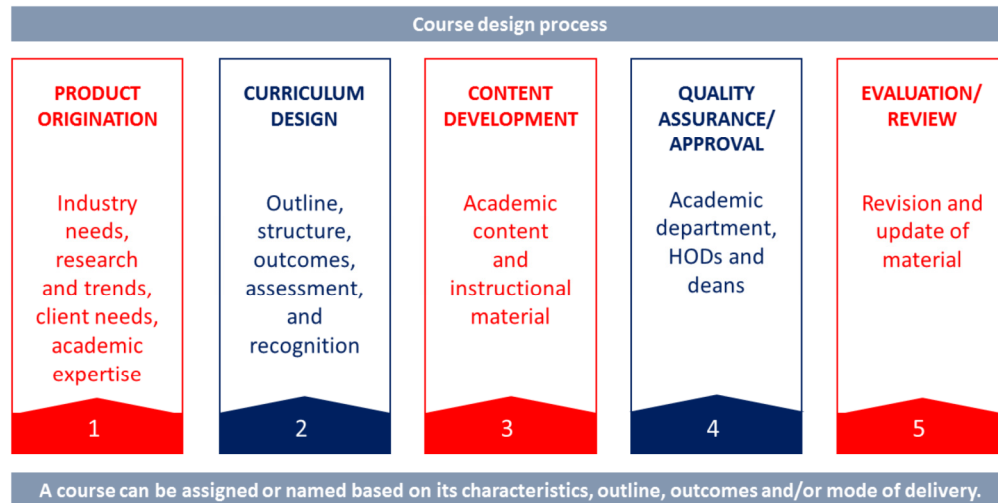 Course design process
PRODUCT
ORIGINATION
Industry
needs,
research
and trends,
client needs,
academic
expertise
1
CURRICULUM
DESIGN
Outline,
structure,
outcomes,
assessment,
and
recognition
2
CONTENT
DEVELOPMENT
Academic
content
and
instructional
material
3
QUALITY
ASSURANCE/
APPROVAL
Academic
department,
HODs and
deans
4
EVALUATION/
REVIEW
Revision and
update of
material
5
A course can be assigned or named based on its characteristics, outline, outcomes and/or mode of delivery.